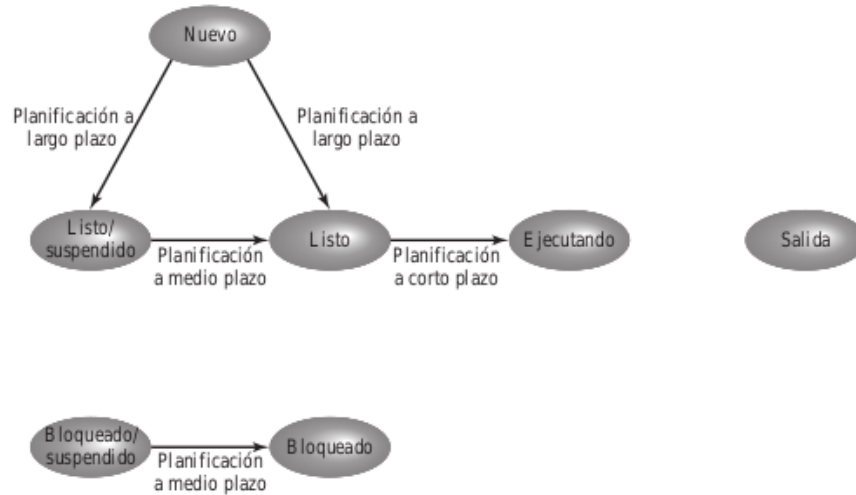 Nuevo
Planificación a
largo plazo
Planificación a
largo plazo
Listo/
suspendido
Planificación
a medio plazo
Listo
Planificación
a corto plazo
Ejecutando
Salida
Bloqueado/
suspendido
Planificación
a medio plazo
Bloqueado